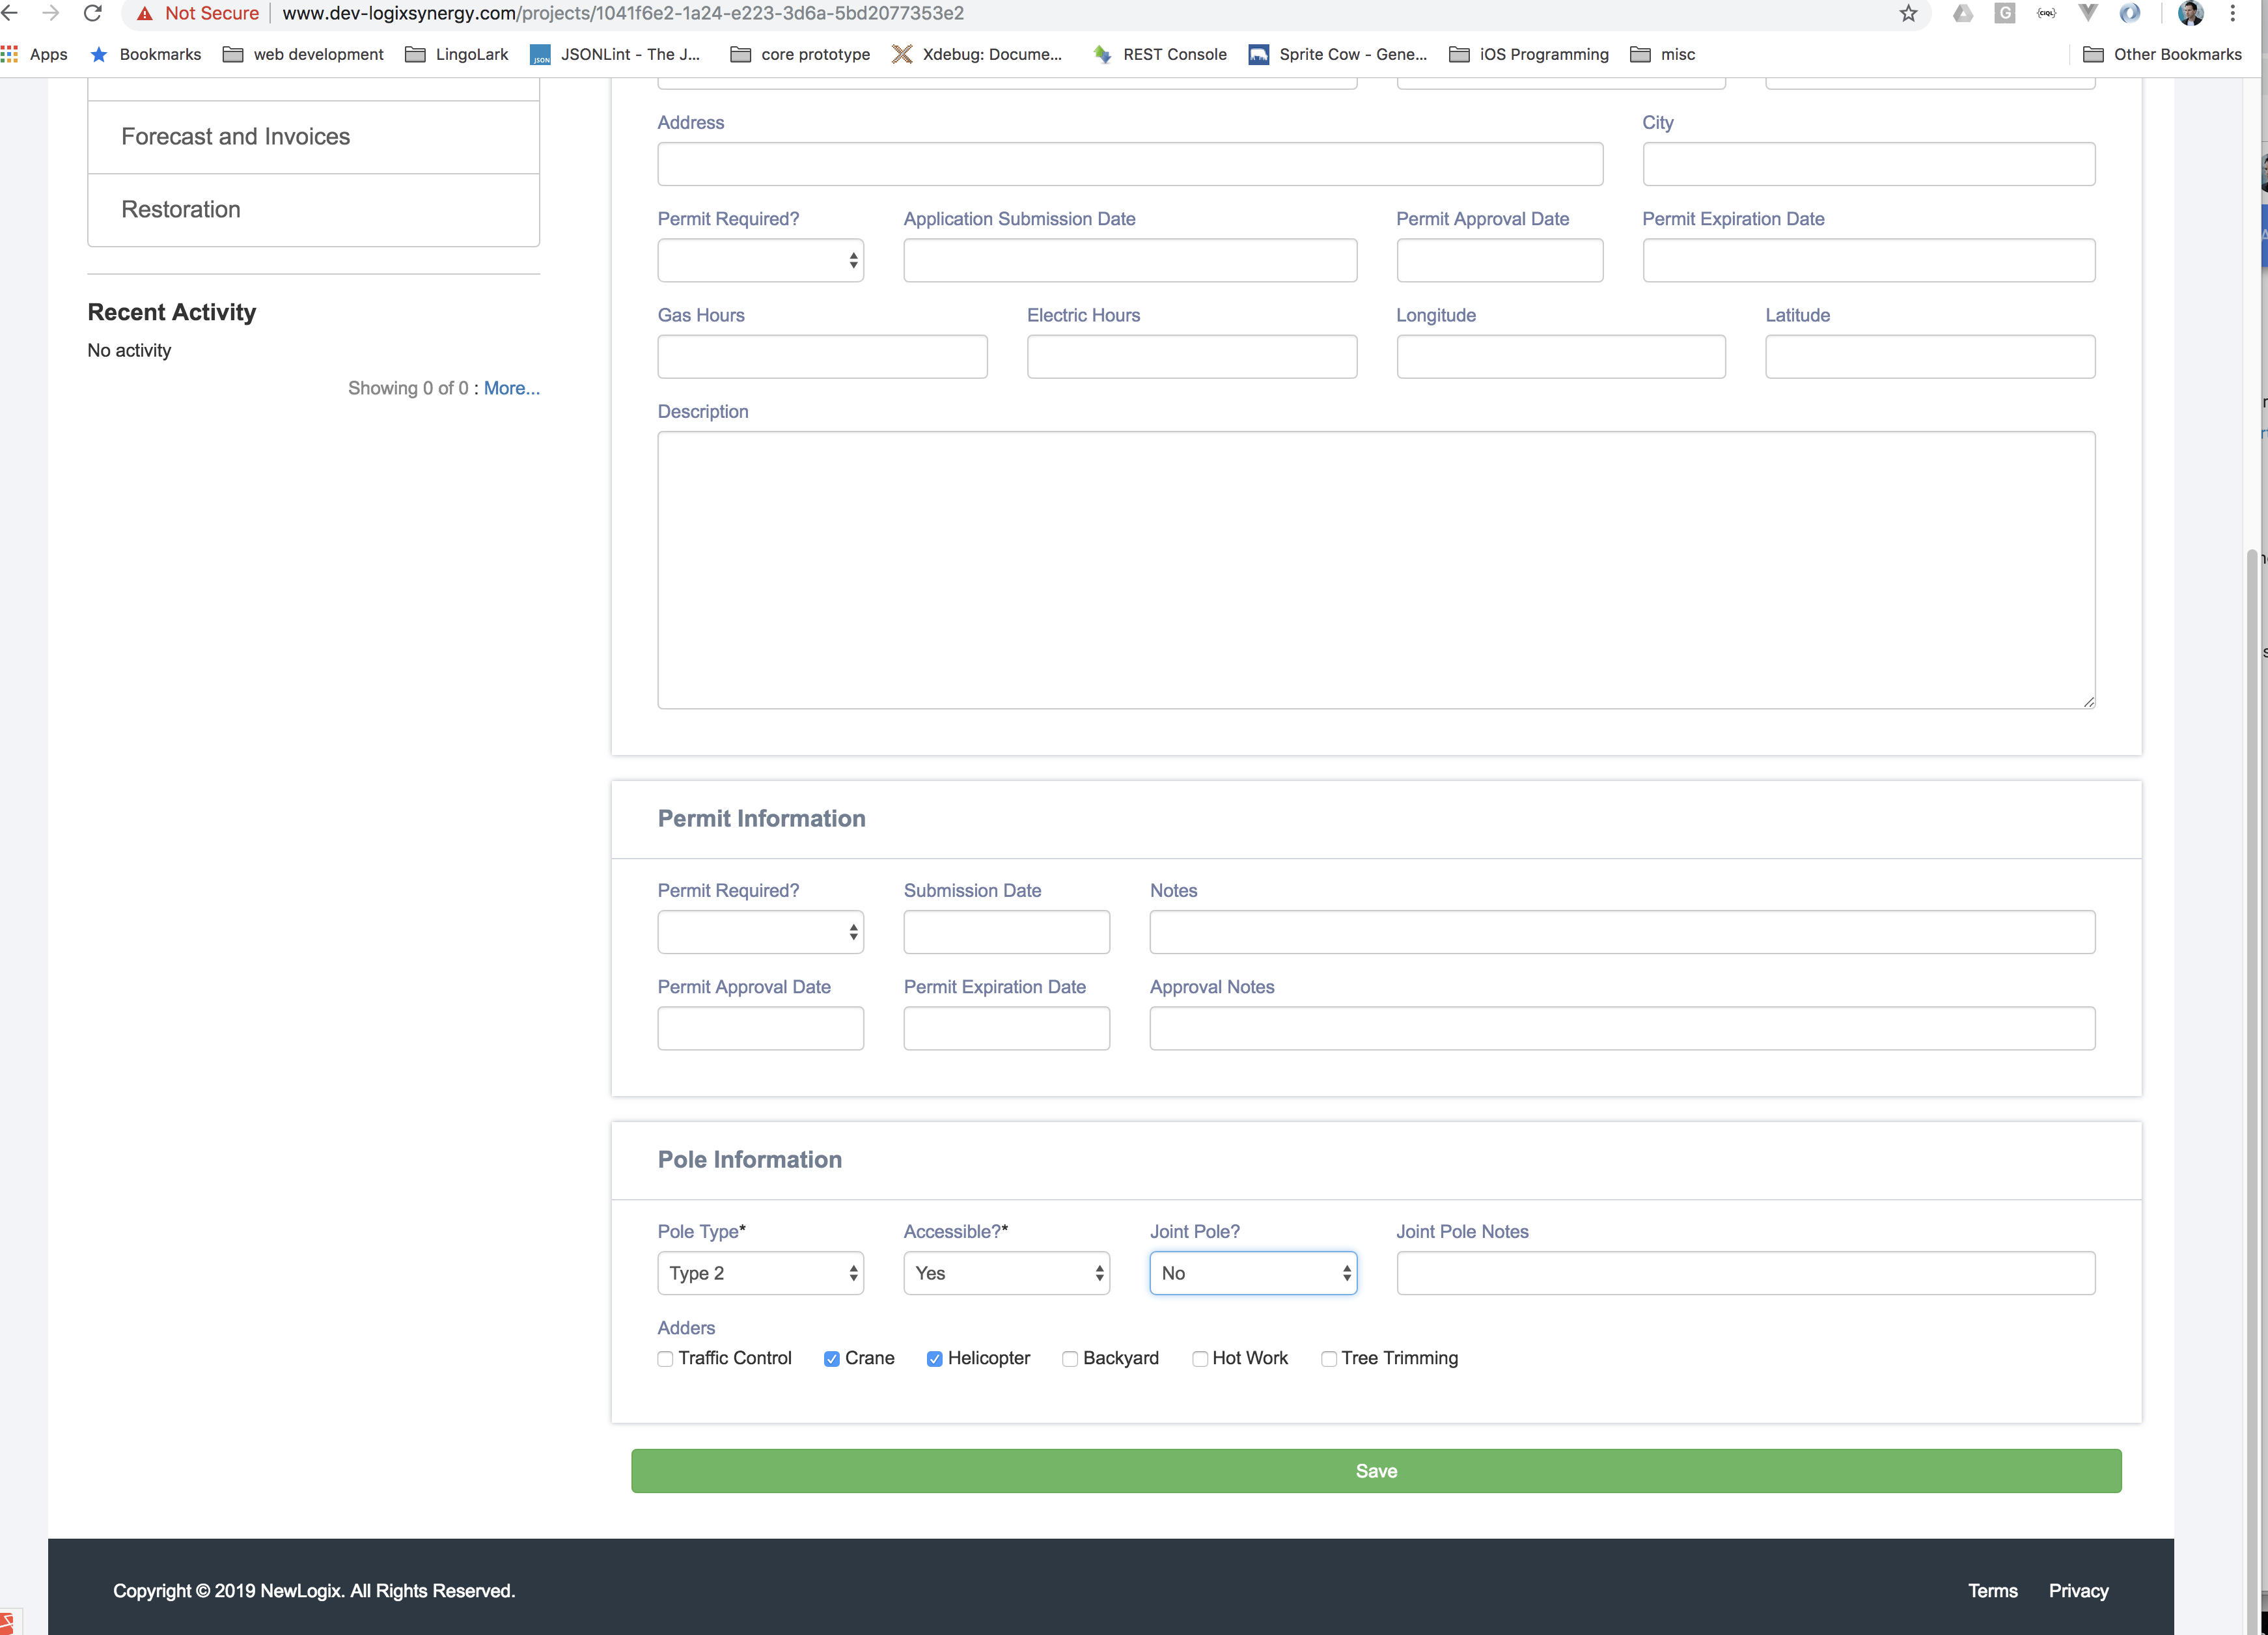 Not Secure | www.dev-logixsynergy.com/projects/1041f6e2-1a24-e223-3d6a-5bd2077353e2
Apps Bookmarks web development LingoLark JSON JSONLint - The J... core prototype Xdebug: Docume... REST Console Sprite Cow - Gene... iOS Programming misc Other Bookmarks
Forecast and Invoices
Restoration
Recent Activity
No activity
Showing 0 of 0 : More...
Address City
Permit Required? Application Submission Date Permit Approval Date Permit Expiration Date
Gas Hours Electric Hours Longitude Latitude
Description
Permit Information
Permit Required? Submission Date Notes
Permit Approval Date Permit Expiration Date Approval Notes
Pole Information
Pole Type* Accessible?* Joint Pole? Joint Pole Notes
Type 2 Yes No
Adders
Traffic Control Crane Helicopter Backyard Hot Work Tree Trimming
Save
Copyright © 2019 NewLogix. All Rights Reserved. Terms Privacy